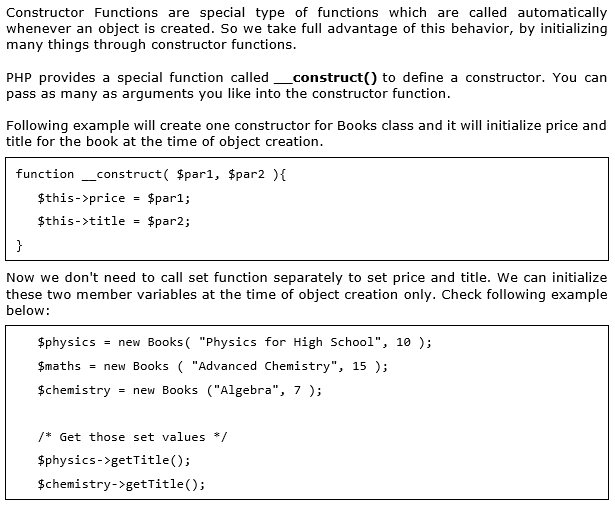 Constructor Functions are special type of functions which are called automatically
whenever an object is created. So we take full advantage of this behavior, by initializing
many things through constructor functions.
PHP provides a special function called __construct() to define a constructor. You can
pass as many as arguments you like into the constructor function.
Following example will create one constructor for Books class and it will initialize price and
title for the book at the time of object creation.
function __construct( $par1, $par2 ){
$this->price = $par1;
$this->title = $par2;
}
Now we don't need to call set function separately to set price and title. We can initialize
these two member variables at the time of object creation only. Check following example
below:
$physics = new Books( "Physics for High School", 10 );
$maths = new Books ( "Advanced Chemistry", 15 );
$chemistry = new Books ("Algebra", 7 );
/* Get those set values */
$physics->getTitle();
$chemistry->getTitle();